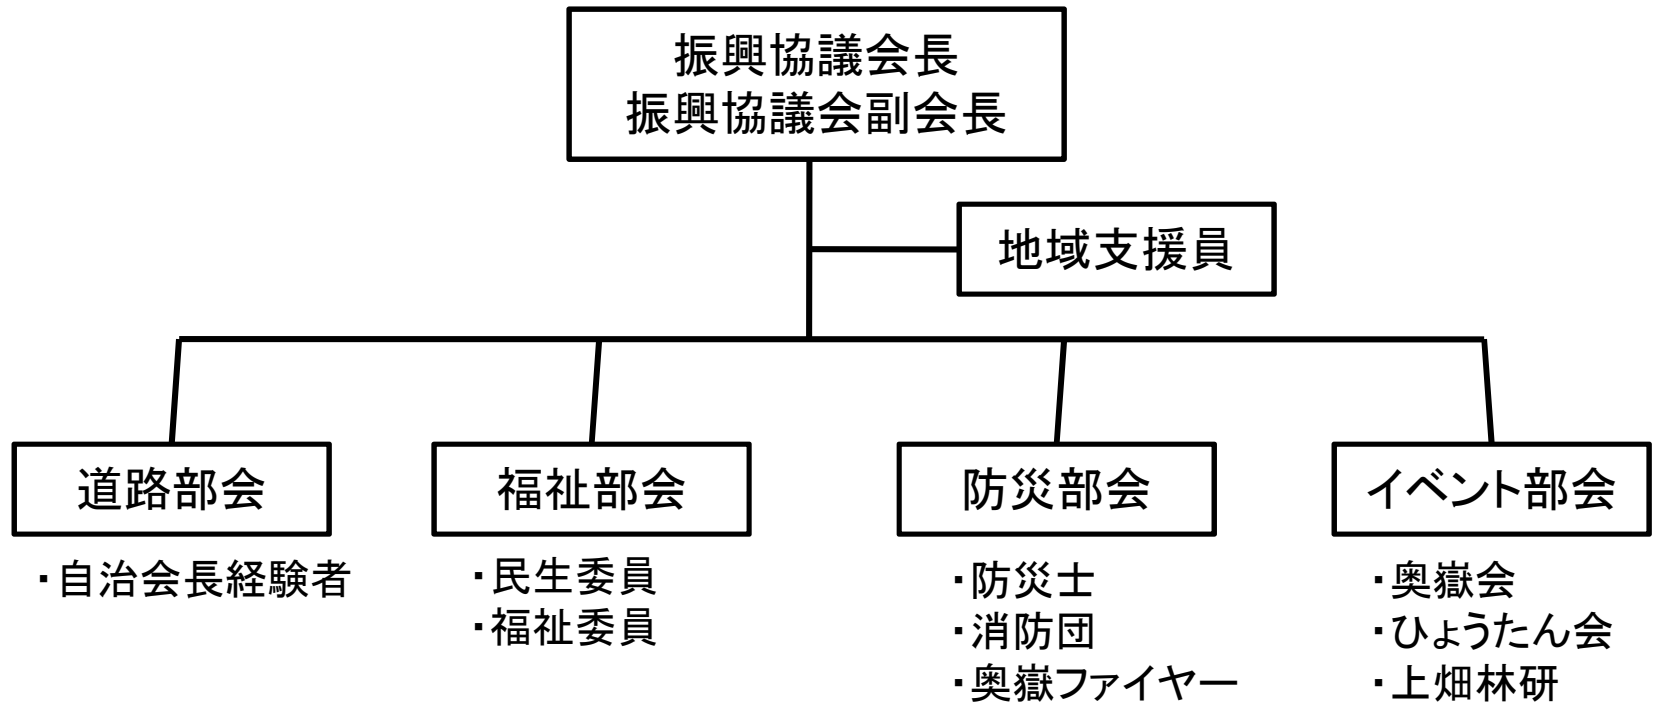 振興協議会長
振興協議会副会長
地域支援員
道路部会
・自治会長経験者
福祉部会
・民生委員
・福祉委員
防災部会
・防災士
・消防団
・奥嶽ファイヤー
イベント部会
・奥嶽会
・ひょうたん会
・上畑林研